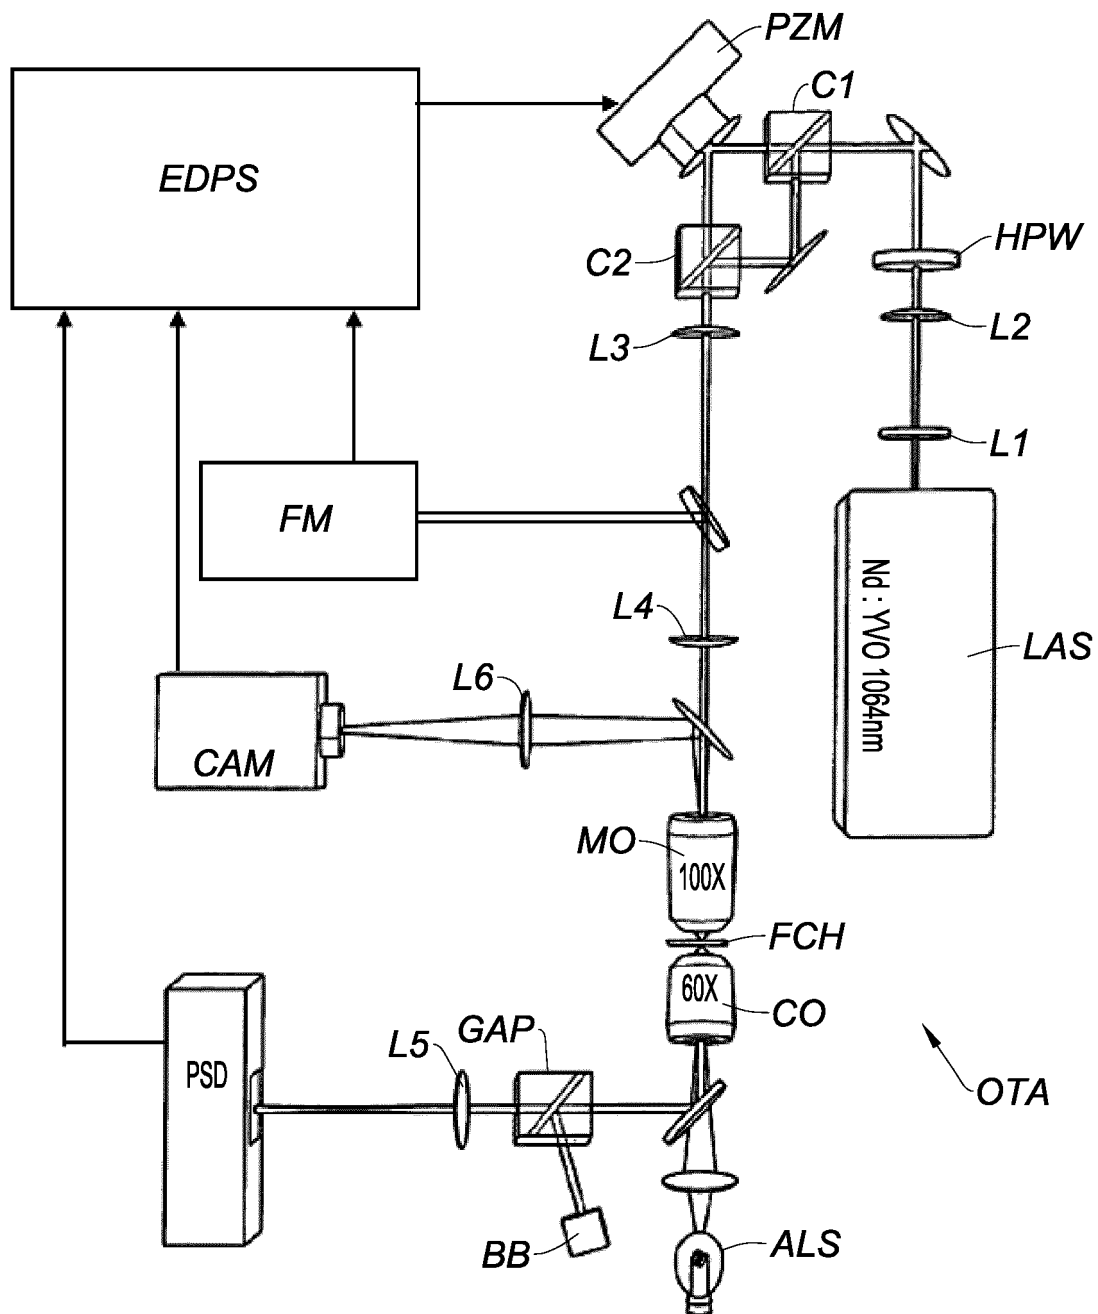 PZM
C1
EDPS
HPW
C2
L3
L2
L1
FM
L4
Nd : YVO 1064nm
LAS
L6
CAM
MO
100X
FCH
60X
CO
GAP
L5
PSD
OTA
BB
ALS